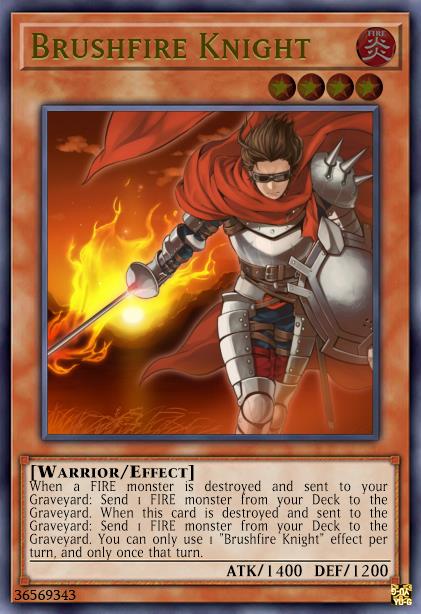 BRUSHFIRE KNIGHT
FIRE
炎
[WARRIOR/EFFECT]
When a FIRE monster is destroyed and sent to your
Graveyard: Send 1 FIRE monster from your Deck to the
Graveyard. When this card is destroyed and sent to the
Graveyard: Send 1 FIRE monster from your Deck to the
Graveyard. You can only use 1 "Brushfire Knight" effect per
turn, and only once that turn.
ATK/1400 DEF/1200
36569343